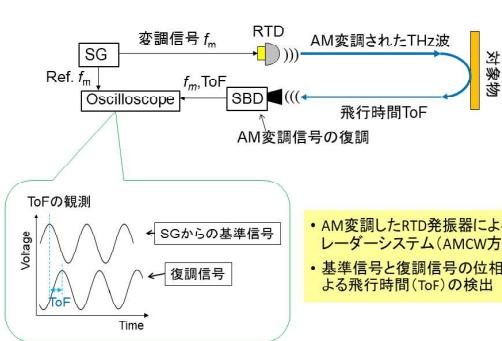 変調信号 fm
RTD
AM変調されたTHz波
SG
対象物
Ref. fm
fm,ToF
Oscilloscope
SBD
飛行時間ToF
AM変調信号の復調
ToFの観測
Voltage
SGからの基準信号
復調信号
ToF
Time
• AM変調したRTD発振器による
レーダーシステム(AMCW方
• 基準信号と復調信号の位相
よる飛行時間(ToF)の検出